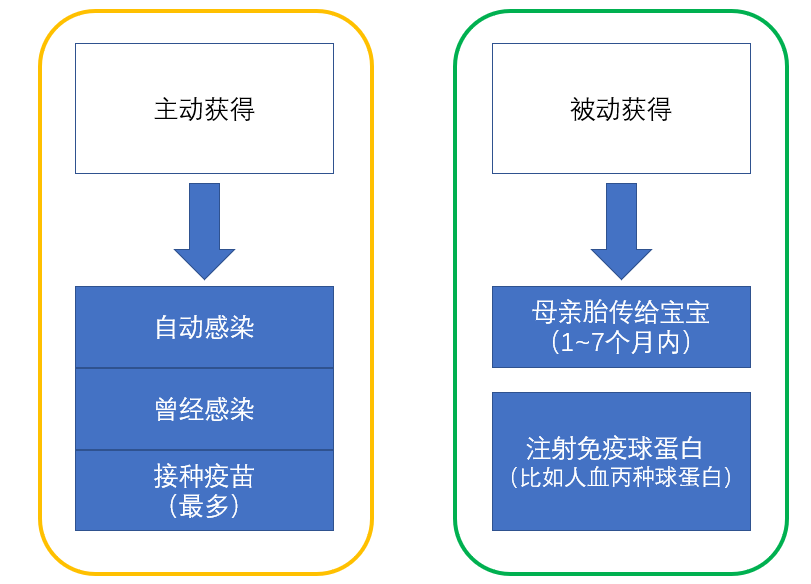 主动获得
自动感染
曾经感染
接种疫苗
（最多）
被动获得
母亲胎传给宝宝
（1~7个月内）
注射免疫球蛋白
（比如人血丙种球蛋白）